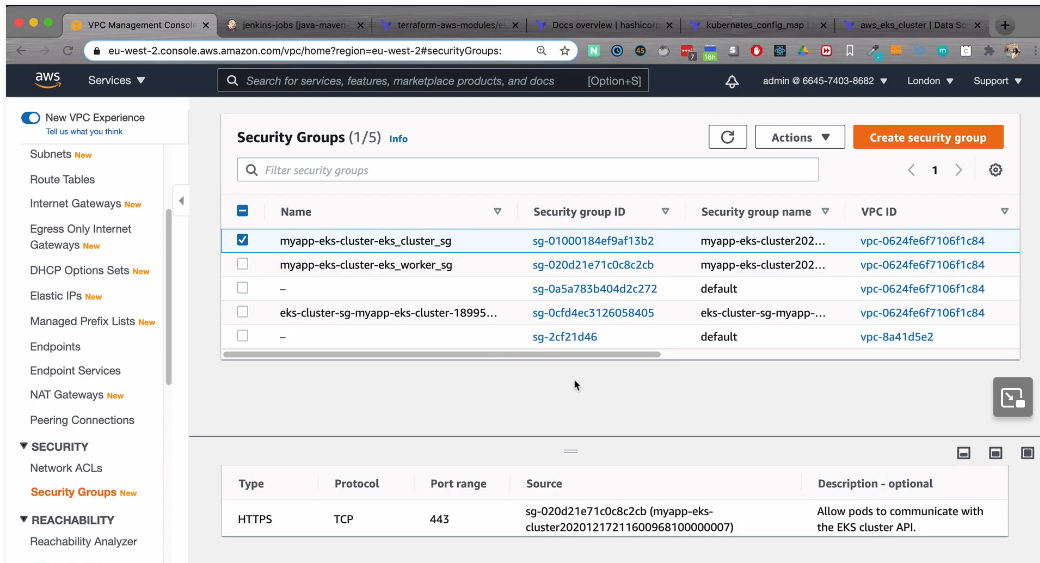 VPC Management Conso
jenkins-jobs [java-maven-
terraform-aws-modules/e
Docs overview | hashicorp
kubernetes_config_map |
aws_eks_cluster | Data So
eu-west-2.console.aws.amazon.com/vpc/home?region=eu-west-2#securityGroups:
aws
Services
Search for services, features, marketplace products, and docs
[Option+S]
admin @ 6645-7403-8682
London
Support
New VPC Experience
Tell us what you think
Subnets New
Route Tables
Internet Gateways New
Egress Only Internet
Gateways New
DHCP Options Sets New
Elastic IPs New
Managed Prefix Lists New
Endpoints
Endpoint Services
NAT Gateways New
Peering Connections
SECURITY
Network ACLs
Security Groups New
REACHABILITY
Reachability Analyzer
Security Groups (1/5) Info
Actions
Create security group
Filter security groups
1
Name Security group ID Security group name VPC ID
myapp-eks-cluster-eks_cluster_sg sg-01000184ef9af13b2 myapp-eks-cluster202... vpc-0624fe6f7106f1c84
myapp-eks-cluster-eks_worker_sg sg-020d21e71c0c8c2cb myapp-eks-cluster202... vpc-0624fe6f7106f1c84
– sg-0a5a783b404d2c272 default vpc-0624fe6f7106f1c84
eks-cluster-sg-myapp-eks-cluster-18995... sg-0cfd4ec3126058405 eks-cluster-sg-myapp-... vpc-0624fe6f7106f1c84
– sg-2cf21d46 default vpc-8a41d5e2
Type Protocol Port range Source Description - optional
HTTPS TCP 443
sg-020d21e71c0c8c2cb (myapp-eks-
cluster20201217211600968100000007)
Allow pods to communicate with
the EKS cluster API.